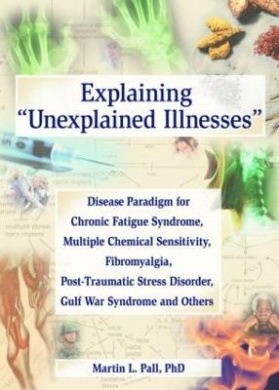 Explaining
“Unexplained Illnesses”
Disease Paradigm for
Chronic Fatigue Syndrome,
Multiple Chemical Sensitivity,
Fibromyalgia,
Post-Traumatic Stress Disorder,
Gulf War Syndrome and Others
Martin L. Pall, PhD